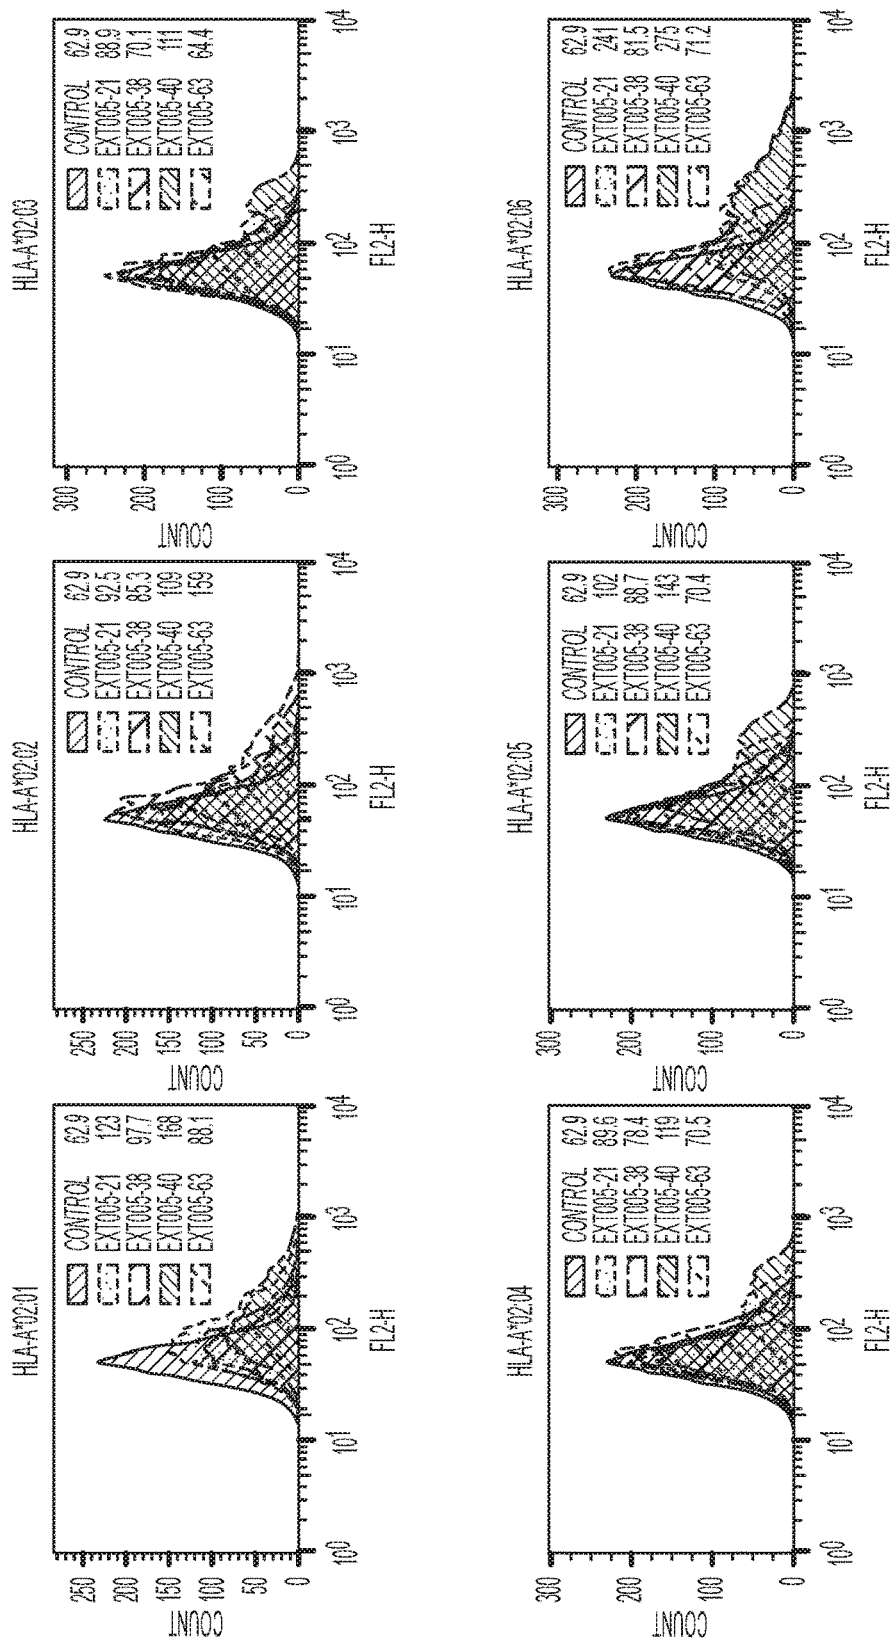 HLA-A*02:01
COUNT
250
200
150
100
50
0
CONTROL 62.9
EXT005-21 123
EXT005-38 97.7
EXT005-40 168
EXT005-63 88.1
10^0 10^1 10^2 10^3 10^4
FL2-H
HLA-A*02:02
COUNT
250
200
150
100
50
0
CONTROL 62.9
EXT005-21 92.5
EXT005-38 85.3
EXT005-40 109
EXT005-63 159
10^0 10^1 10^2 10^3 10^4
FL2-H
HLA-A*02:03
COUNT
300
200
100
0
CONTROL 62.9
EXT005-21 88.9
EXT005-38 70.1
EXT005-40 111
EXT005-63 64.4
10^0 10^1 10^2 10^3 10^4
FL2-H
HLA-A*02:04
COUNT
300
200
100
0
CONTROL 62.9
EXT005-21 89.6
EXT005-38 78.4
EXT005-40 119
EXT005-63 70.5
10^0 10^1 10^2 10^3 10^4
FL2-H
HLA-A*02:05
COUNT
300
200
100
0
CONTROL 62.9
EXT005-21 102
EXT005-38 88.7
EXT005-40 143
EXT005-63 70.4
10^0 10^1 10^2 10^3 10^4
FL2-H
HLA-A*02:06
COUNT
300
200
100
0
CONTROL 62.9
EXT005-21 241
EXT005-38 81.5
EXT005-40 275
EXT005-63 71.2
10^0 10^1 10^2 10^3 10^4
FL2-H